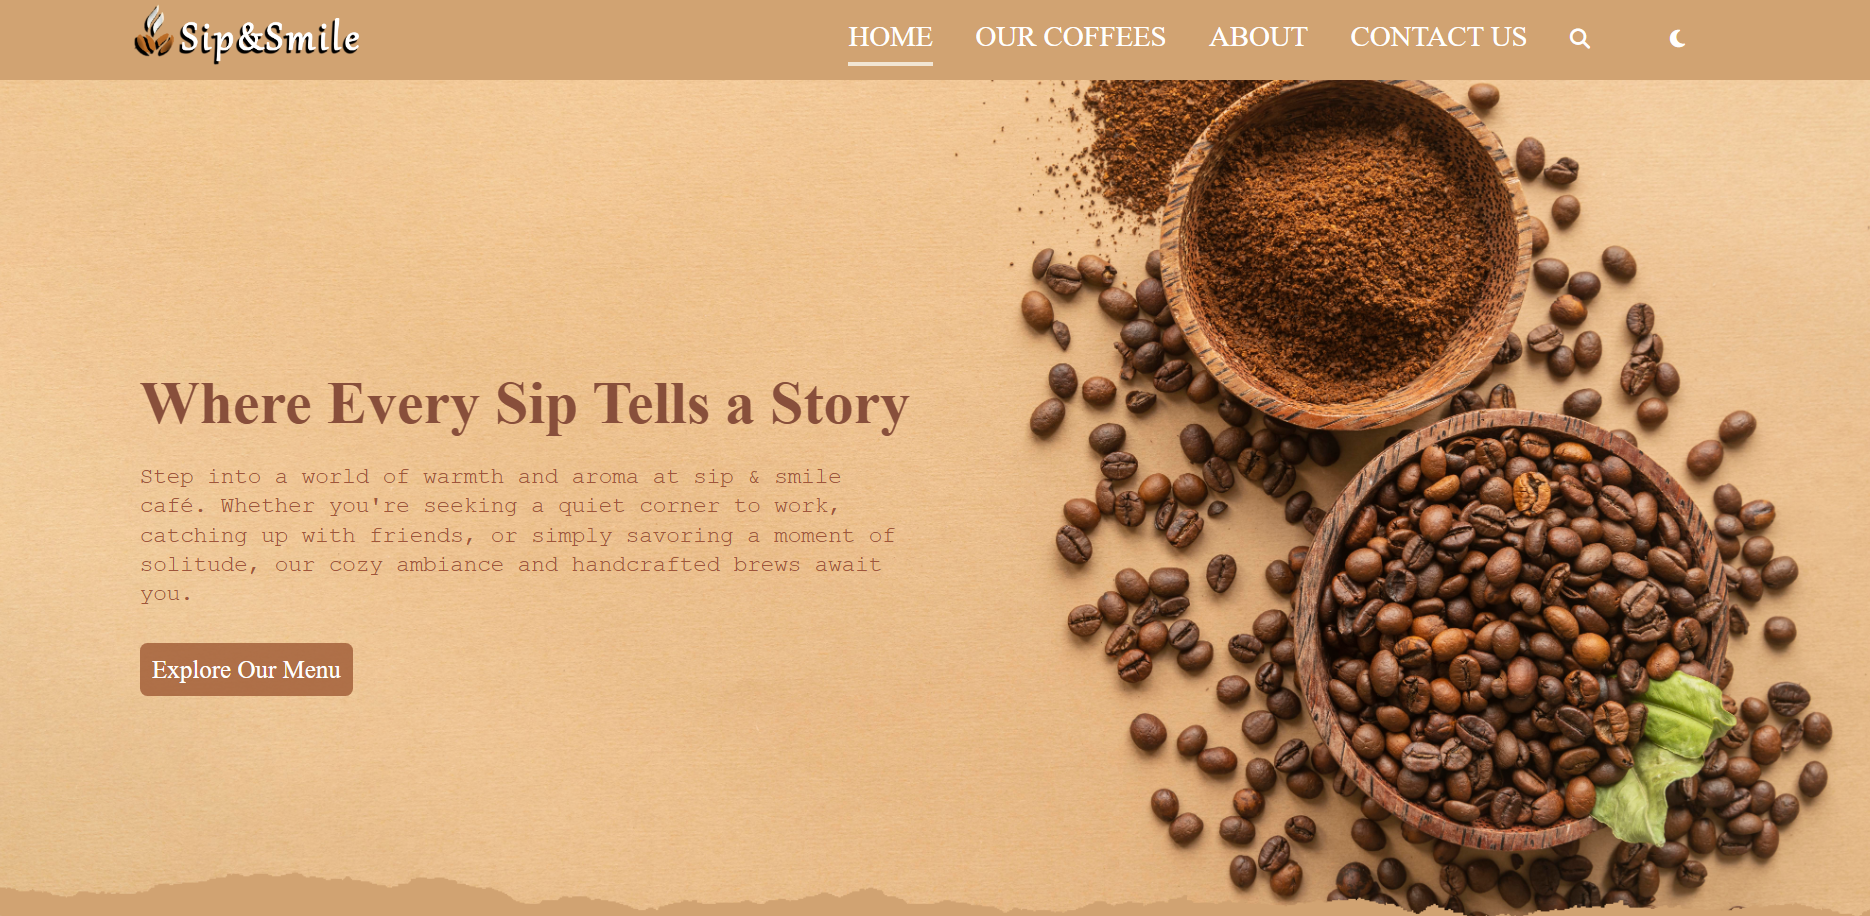 Sip&Smile
HOME
OUR COFFEES
ABOUT
CONTACT US
Where Every Sip Tells a Story
Step into a world of warmth and aroma at sip & smile
café. Whether you're seeking a quiet corner to work,
catching up with friends, or simply savoring a moment of
solitude, our cozy ambiance and handcrafted brews await
you.
Explore Our Menu